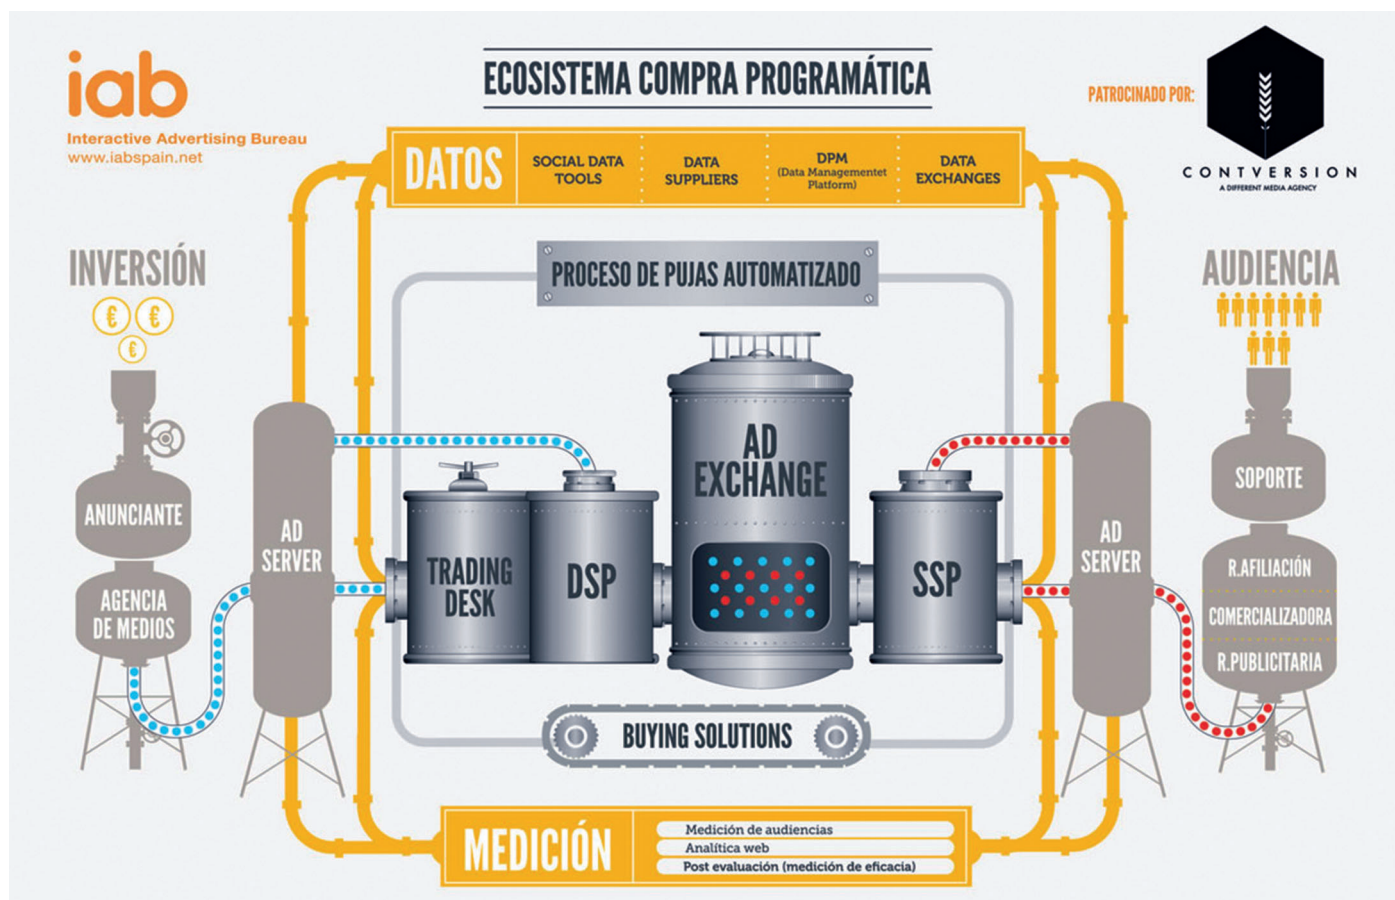 iab
Interactive Advertising Bureau
www.iabspain.net
ECOSISTEMA COMPRA PROGRAMÁTICA
PATROCINADO POR:
CONTVERSION
A DIFFERENT MEDIA AGENCY
DATOS
SOCIAL DATA
TOOLS
DATA
SUPPLIERS
DPM
(Data Managementet
Platform)
DATA
EXCHANGES
INVERSIÓN
€ €
€
PROCESO DE PUJAS AUTOMATIZADO
AUDIENCIA
ANUNCIANTE
AGENCIA
DE MEDIOS
AD
SERVER
TRADING
DESK
DSP
AD
EXCHANGE
SSP
AD
SERVER
SOPORTE
R.AFILIACIÓN
COMERCIALIZADORA
R.PUBLICITARIA
BUYING SOLUTIONS
MEDICIÓN
Medición de audiencias
Analítica web
Post evaluación (medición de eficacia)